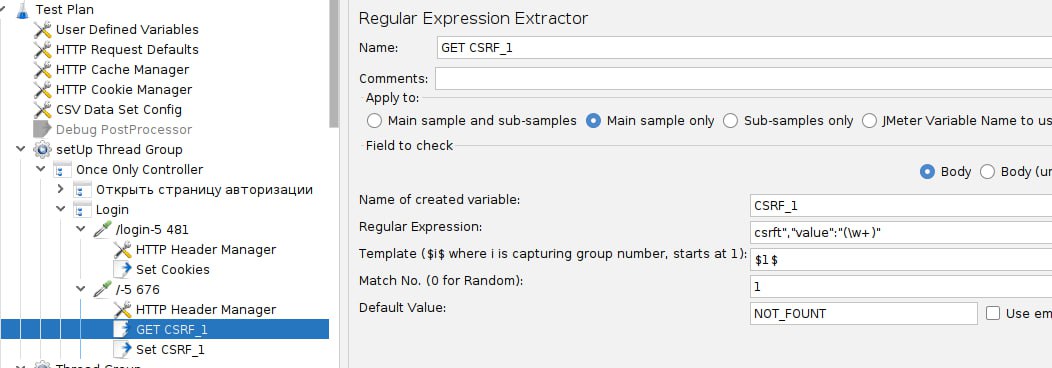 Test Plan
User Defined Variables
HTTP Request Defaults
HTTP Cache Manager
HTTP Cookie Manager
CSV Data Set Config
Debug PostProcessor
setUp Thread Group
Once Only Controller
Открыть страницу авторизации
Login
/login-5 481
HTTP Header Manager
Set Cookies
/-5 676
HTTP Header Manager
GET CSRF_1
Set CSRF_1
Thread Group
Regular Expression Extractor
Name: GET CSRF_1
Comments:
Apply to:
Main sample and sub-samples Main sample only Sub-samples only JMeter Variable Name to us
Field to check
Body Body (un
Name of created variable: CSRF_1
Regular Expression: csrft","value":"(\w+)"
Template ($i$ where i is capturing group number, starts at 1): $1$
Match No. (0 for Random): 1
Default Value: NOT_FOUNT Use em